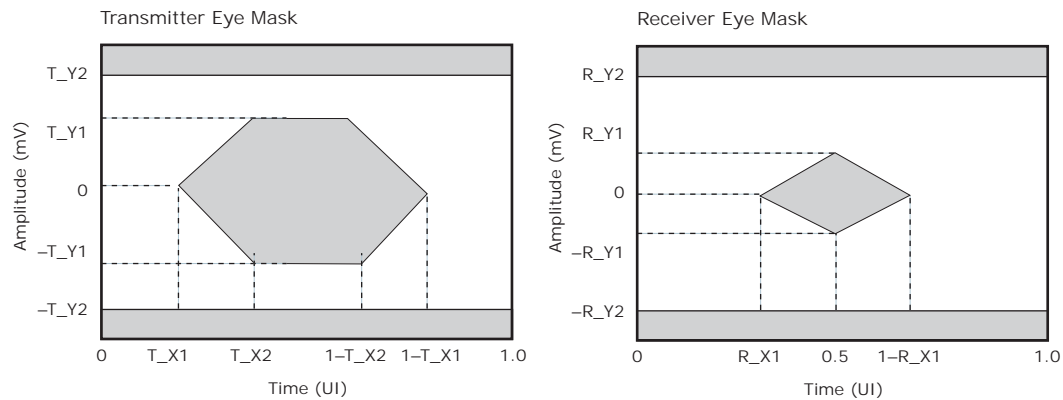 Transmitter Eye Mask
T_Y2
T_Y1
0
–T_Y1
–T_Y2
Amplitude (mV)
0 T_X1 T_X2 1–T_X2 1–T_X1 1.0
Time (UI)
Receiver Eye Mask
R_Y2
R_Y1
0
–R_Y1
–R_Y2
Amplitude (mV)
0 R_X1 0.5 1–R_X1 1.0
Time (UI)